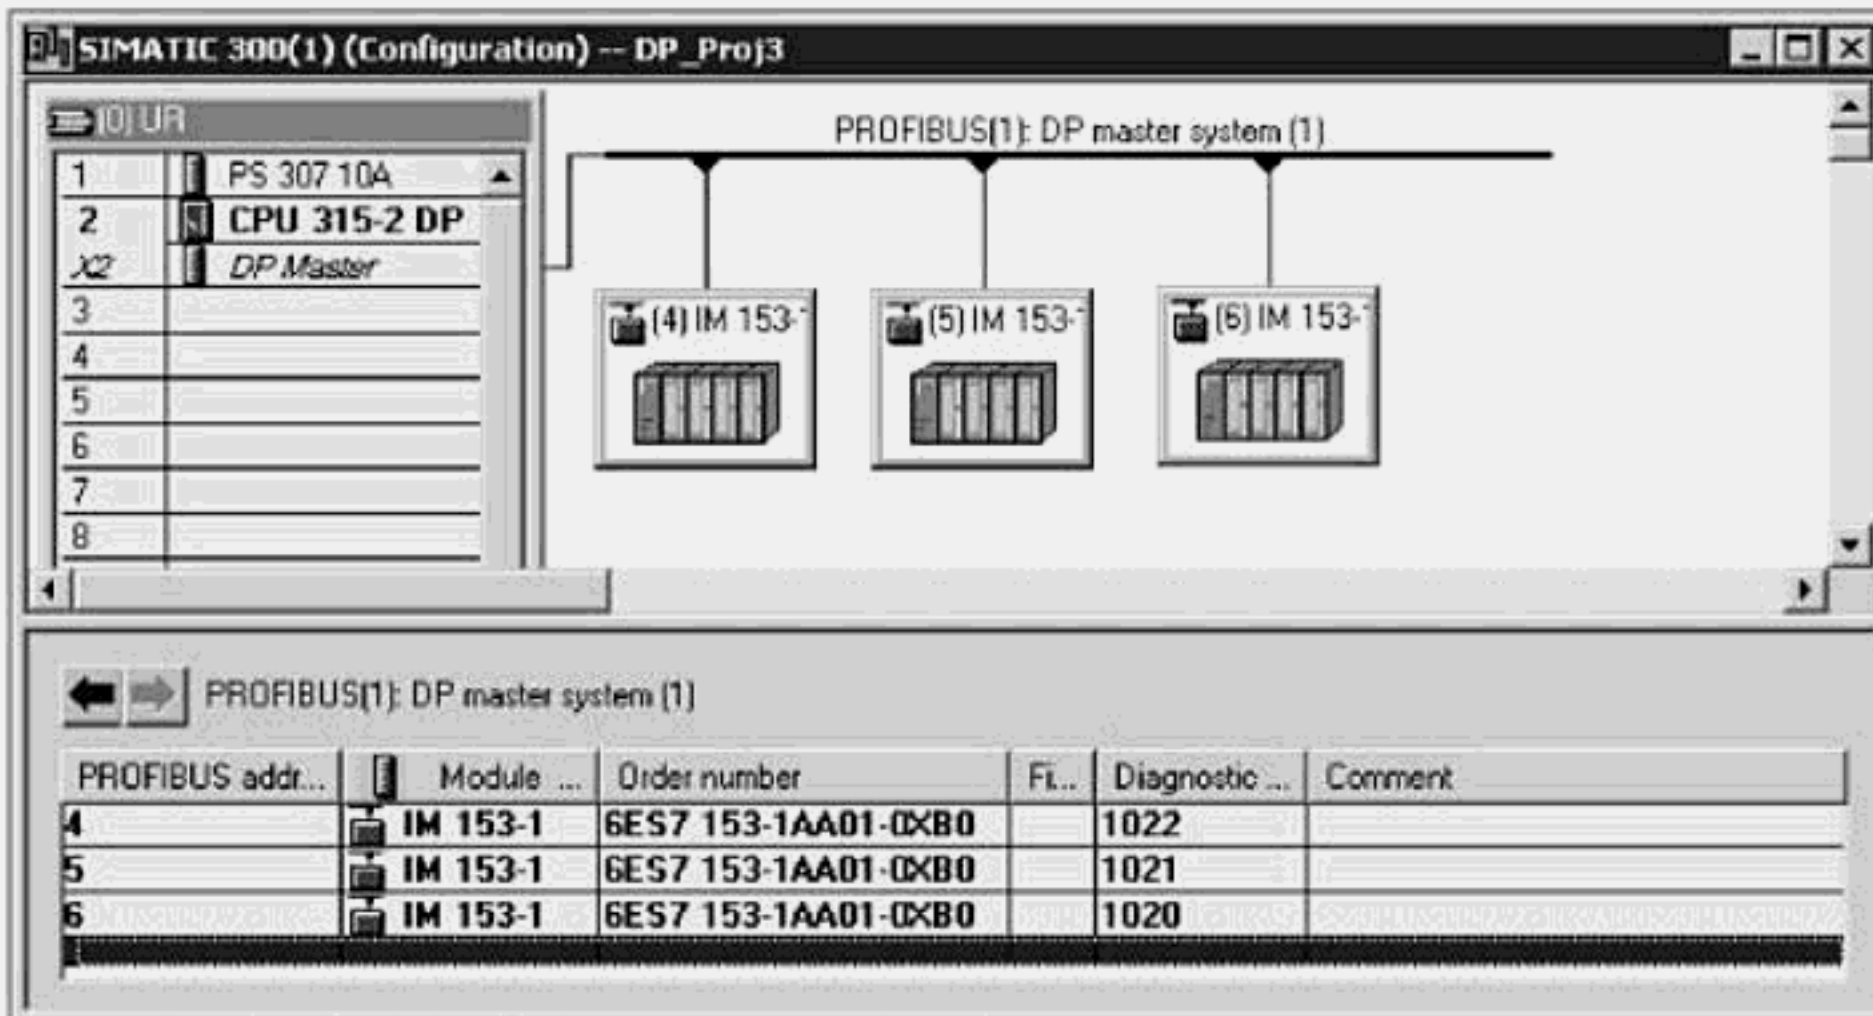 SIMATIC 300(1) (Configuration) -- DP_Proj3
(0) UR
1 PS 307 10A
2 CPU 315-2 DP
X2 DP Master
3
4
5
6
7
8
PROFIBUS(1): DP master system (1)
(4) IM 153-1
(5) IM 153-
(6) IM 153-
PROFIBUS(1): DP master system (1)
PROFIBUS addr... Module ... Order number Fi... Diagnostic ... Comment
4 IM 153-1 6ES7 153-1AA01-0XB0 1022
5 IM 153-1 6ES7 153-1AA01-0XB0 1021
6 IM 153-1 6ES7 153-1AA01-0XB0 1020